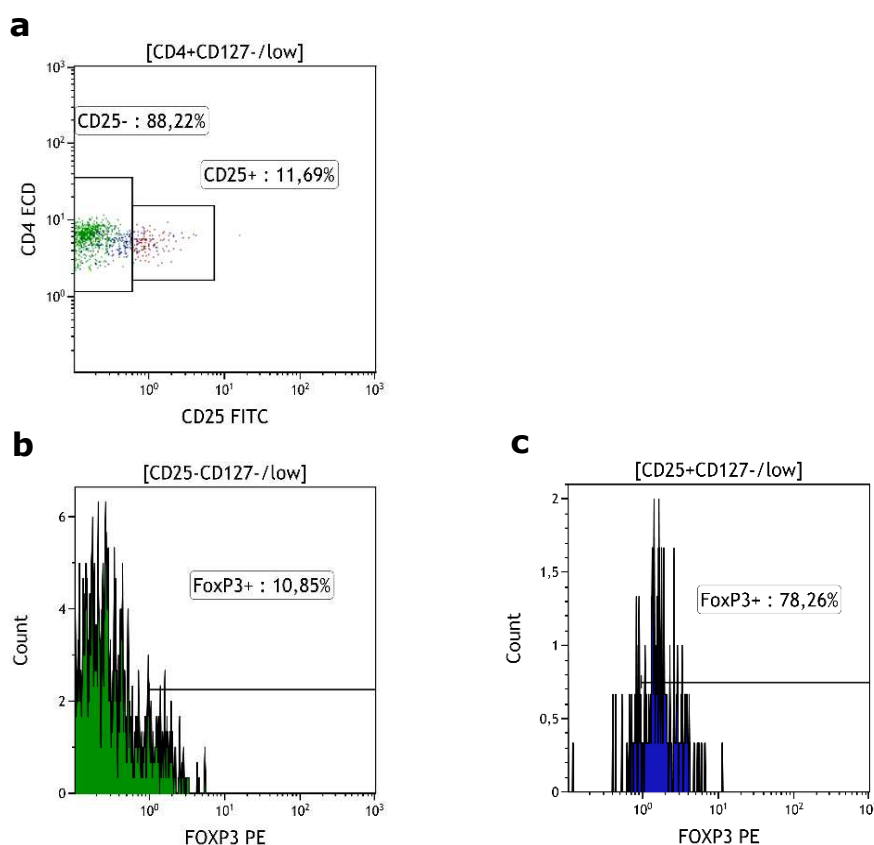 a
[CD4+CD127-/low]
10³
CD25- : 88,22%
10²
CD25+ : 11,69%
CD4 ECD
10¹
10⁰
10⁰ 10¹ 10² 10³
CD25 FITC
b
[CD25-CD127-/low]
6
FoxP3+ : 10,85%
4
Count
2
0
10⁰ 10¹ 10² 10³
FOXP3 PE
c
[CD25+CD127-/low]
2
1,5
FoxP3+ : 78,26%
Count
1
0,5
0
10⁰ 10¹ 10² 10
FOXP3 PE